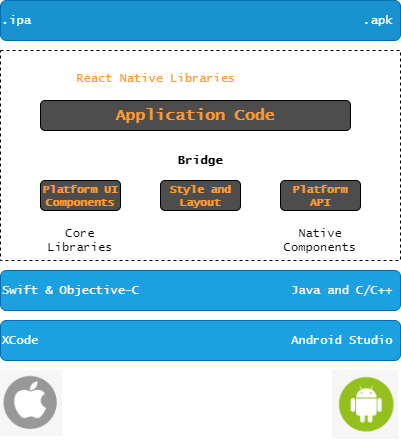 .ipa .apk
React Native Libraries
Application Code
Bridge
Platform UI
Components
Style and
Layout
Platform
API
Core
Libraries
Native
Components
Swift & Objective-C Java and C/C++
XCode Android Studio